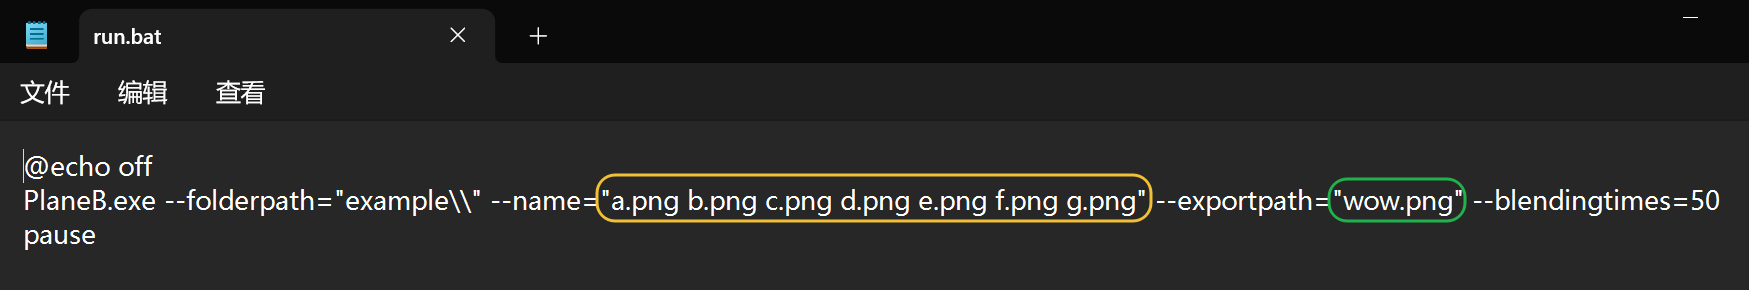 run.bat
文件 编辑 查看
@echo off
PlaneB.exe --folderpath="example\\" --name="a.png b.png c.png d.png e.png f.png g.png" --exportpath="wow.png" --blendingtimes=50
pause